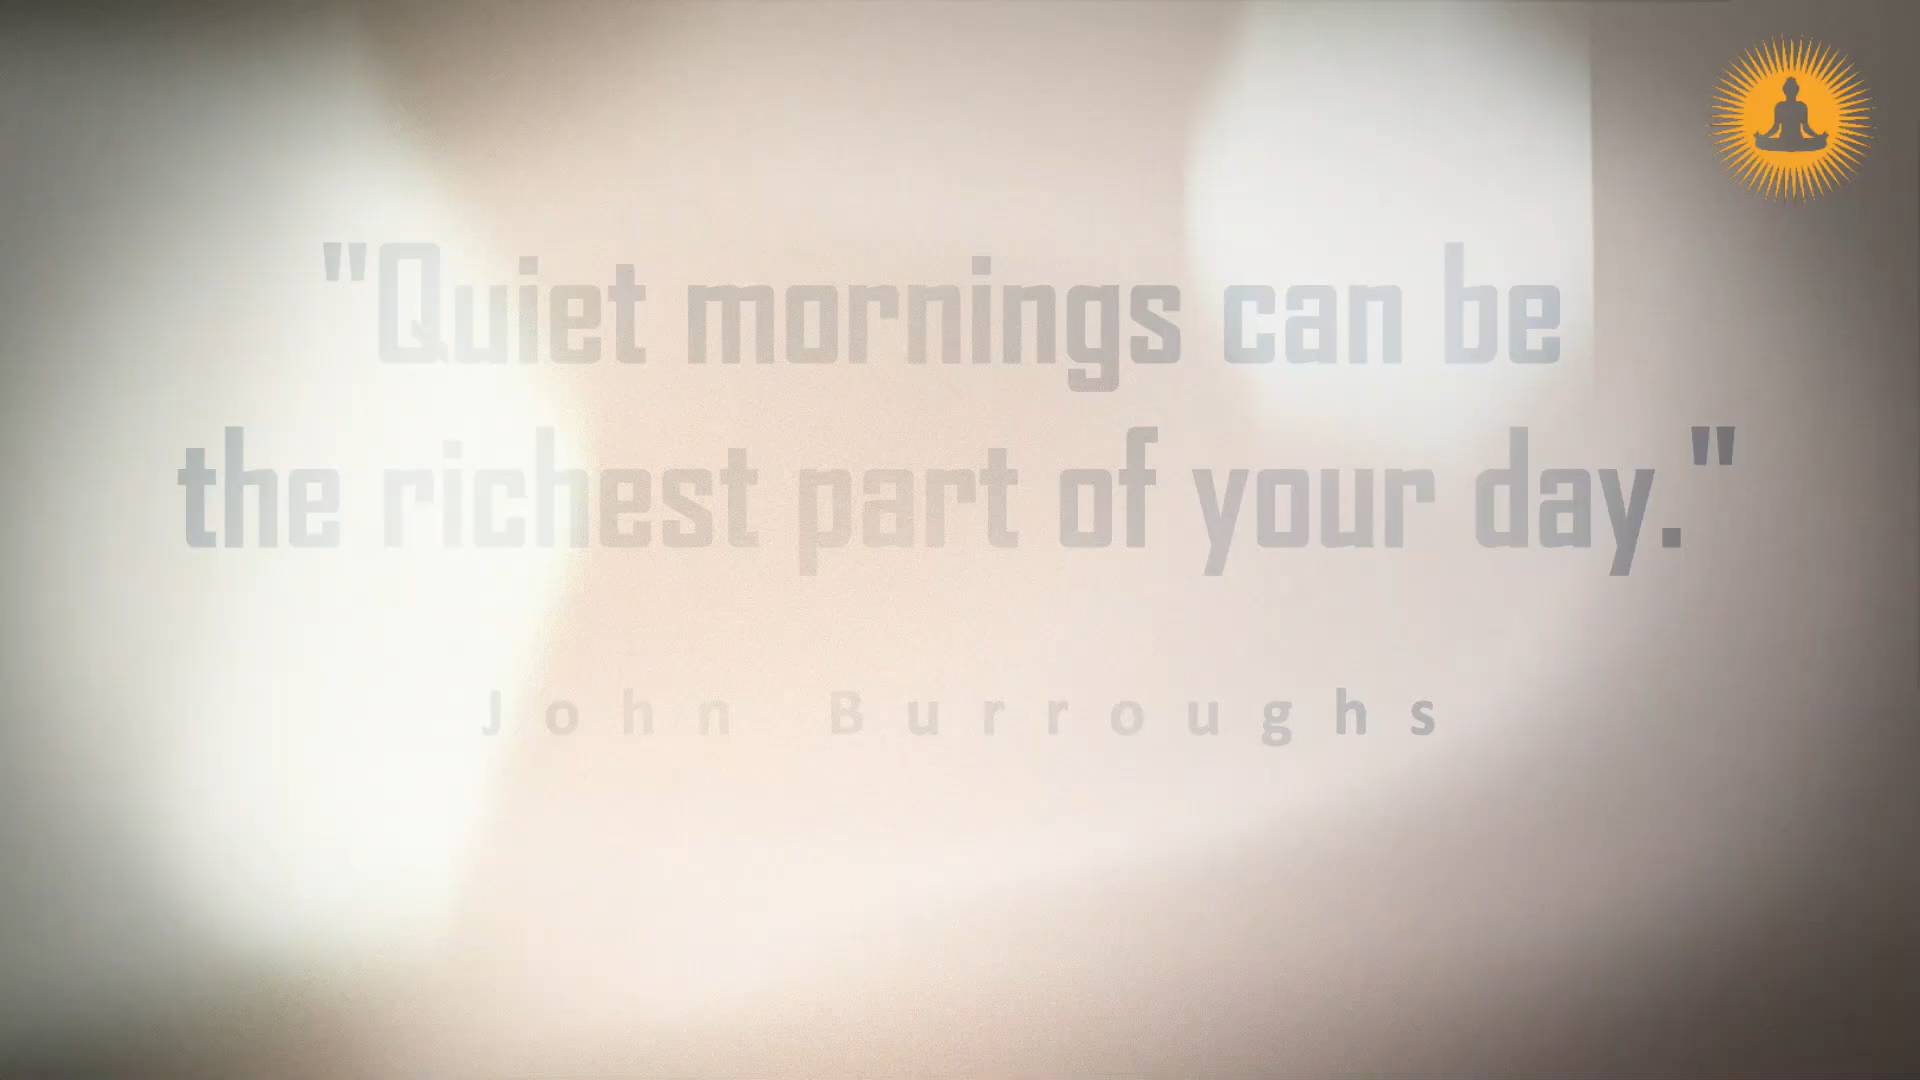 "Quiet mornings can be
the richest part of your day."
John Burroughs